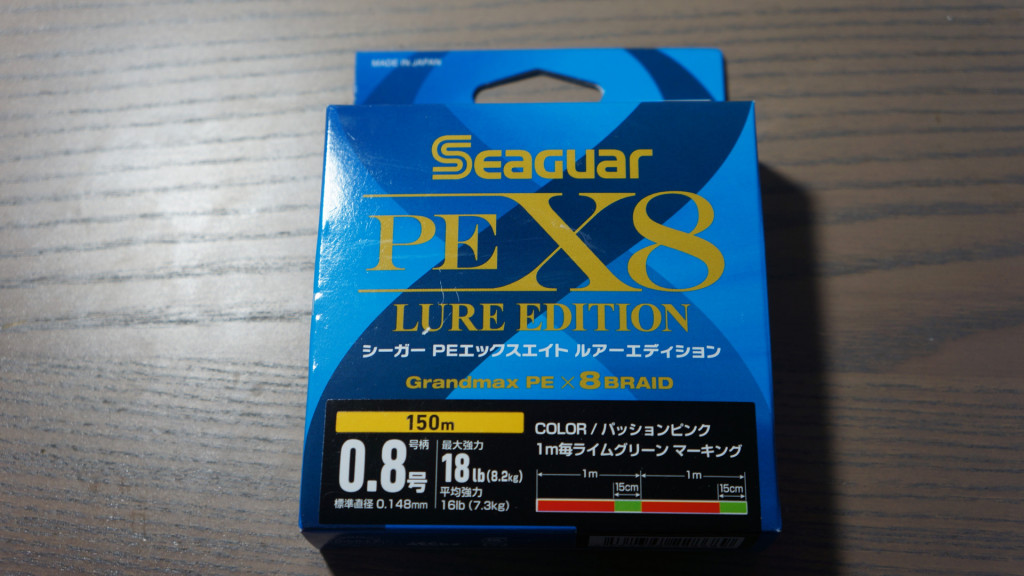 MADE IN JAPAN
SEAGUAR
PE X8
LURE EDITION
シーガー PEエックスエイト ルアーエディション
Grandmax PE × 8 BRAID
150m
0.8号
号柄
標準直径 0.148mm
最大強力
18lb(8.2kg)
平均強力
16lb(7.3kg)
COLOR / パッションピンク
1m毎ライムグリーン マーキング
1m 1m
15cm 15cm